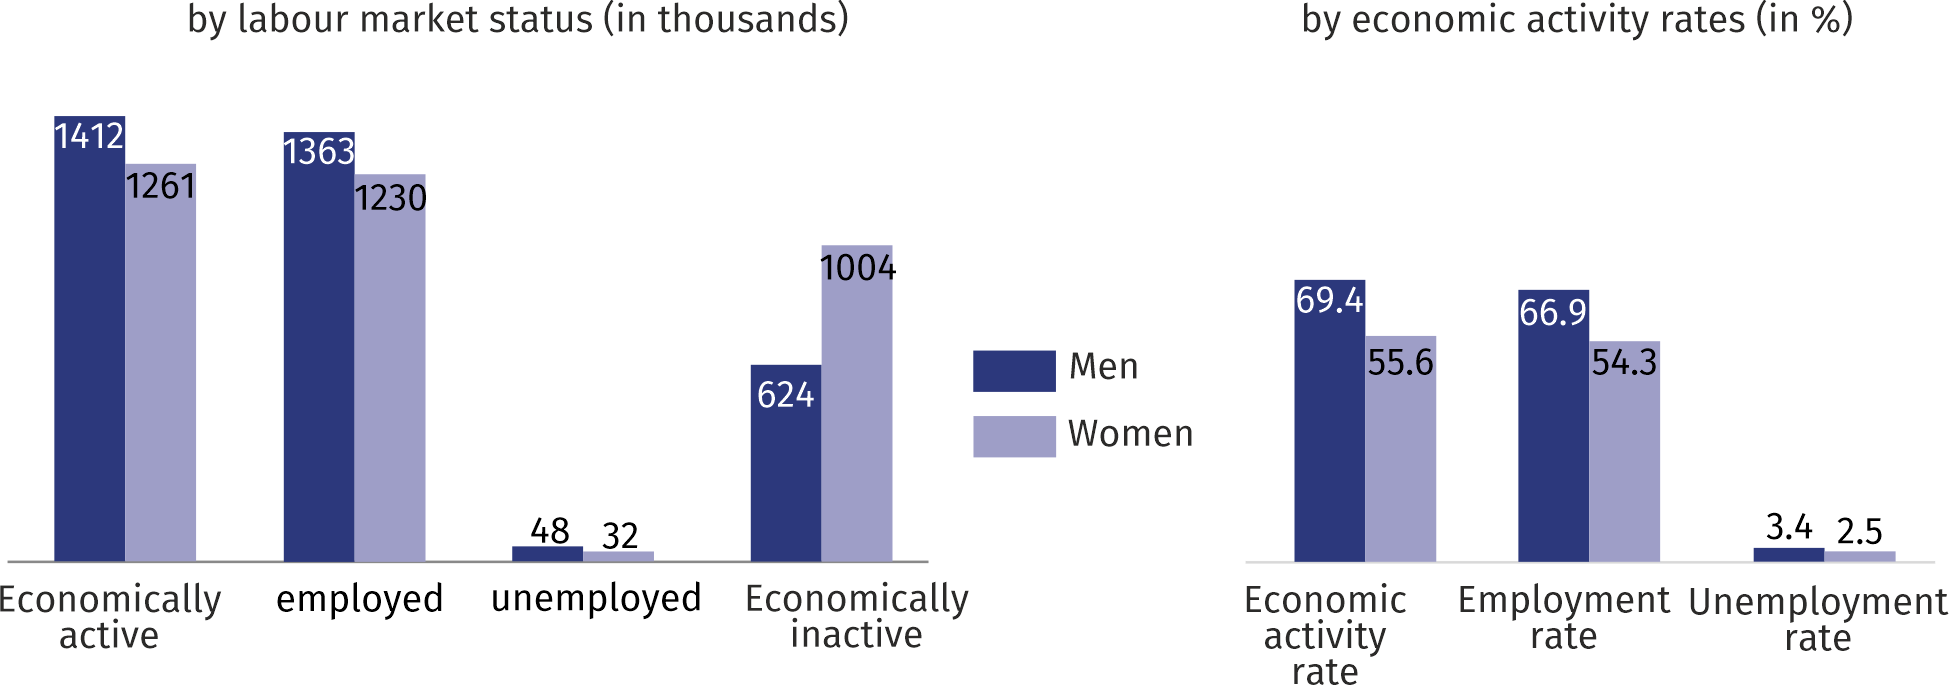 by labour market status (in thousands)
1412
1261
1363
1230
48
32
624
1004
Economically
active
employed
unemployed
Economically
inactive
Men
Women
by economic activity rates (in %)
69.4
55.6
66.9
54.3
3.4
2.5
Economic
activity
rate
Employment
rate
Unemployment
rate